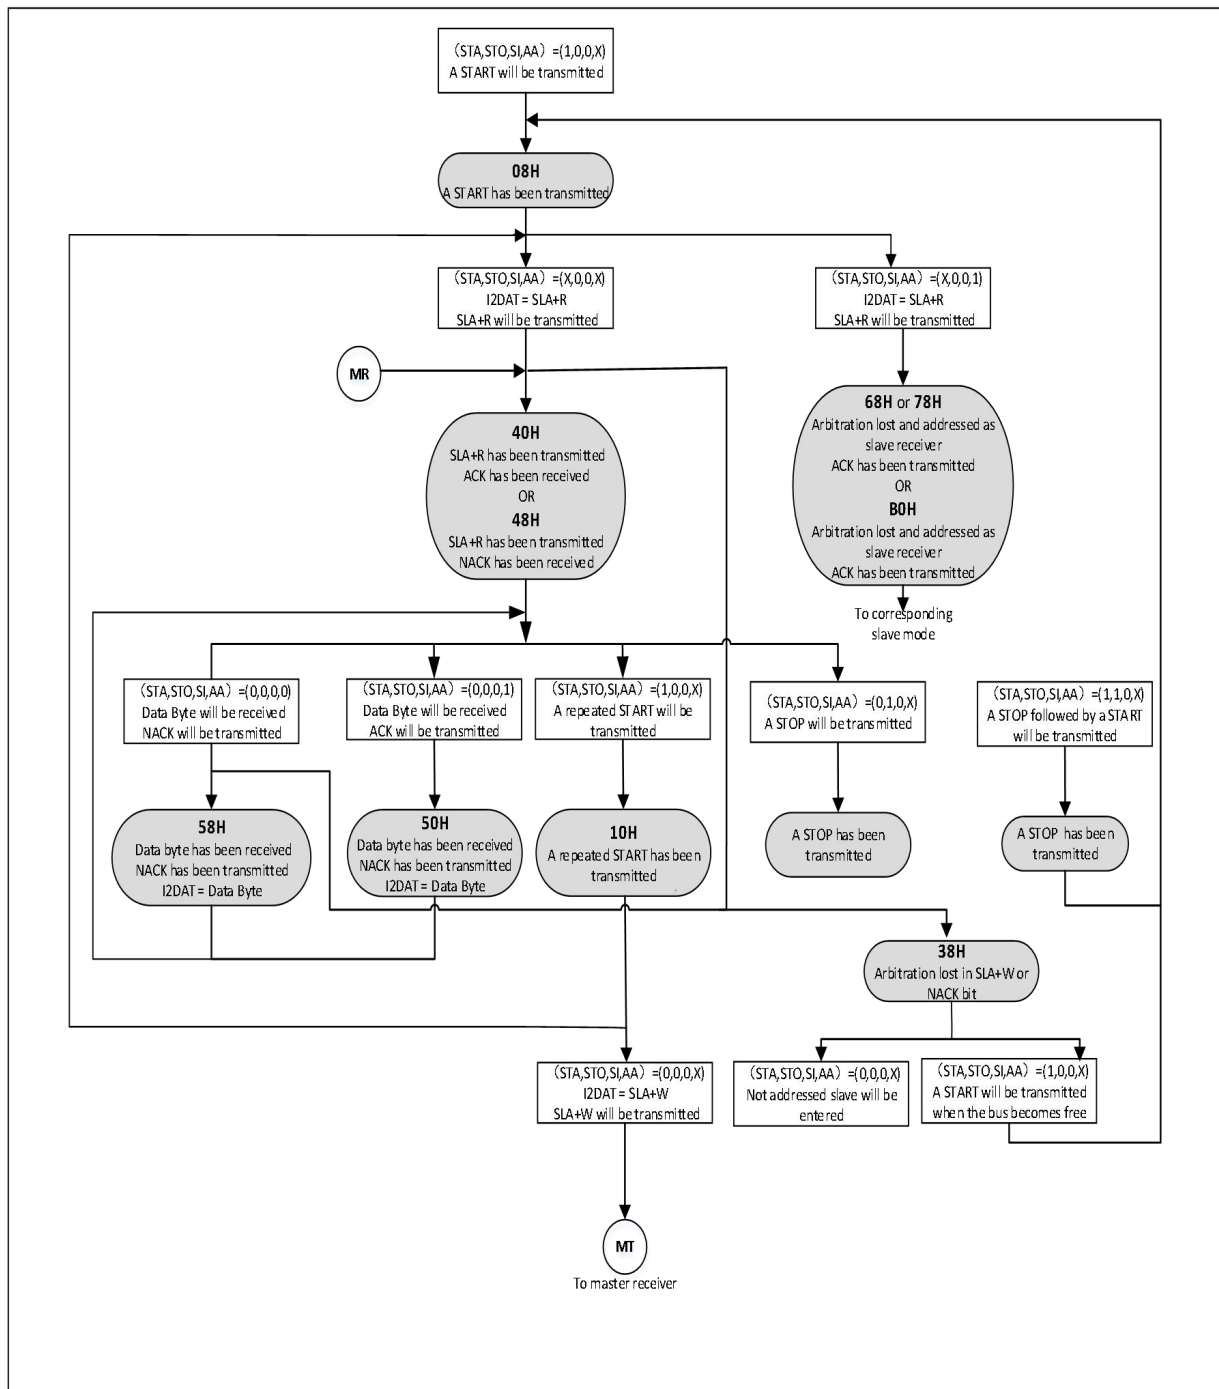 （STA,STO,SI,AA）=(1,0,0,X)
A START will be transmitted
08H
A START has been transmitted
（STA,STO,SI,AA）=(X,0,0,X)
I2DAT = SLA+R
SLA+R will be transmitted
（STA,STO,SI,AA）=(X,0,0,1)
I2DAT = SLA+R
SLA+R will be transmitted
MR
40H
SLA+R has been transmitted
ACK has been received
OR
48H
SLA+R has been transmitted
NACK has been received
68H or 78H
Arbitration lost and addressed as
slave receiver
ACK has been transmitted
OR
B0H
Arbitration lost and addressed as
slave receiver
ACK has been transmitted
To corresponding
slave mode
（STA,STO,SI,AA）=(0,0,0,0)
Data Byte will be received
NACK will be transmitted
（STA,STO,SI,AA）=(0,0,0,1)
Data Byte will be received
ACK will be transmitted
（STA,STO,SI,AA）=(1,0,0,X)
A repeated START will be
transmitted
（STA,STO,SI,AA）=(0,1,0,X)
A STOP will be transmitted
（STA,STO,SI,AA）=(1,1,0,X)
A STOP followed by a START
will be transmitted
58H
Data byte has been received
NACK has been transmitted
I2DAT = Data Byte
50H
Data byte has been received
NACK has been transmitted
I2DAT = Data Byte
10H
A repeated START has been
transmitted
A STOP has been
transmitted
A STOP has been
transmitted
38H
Arbitration lost in SLA+W or
NACK bit
（STA,STO,SI,AA）=(0,0,0,X)
I2DAT = SLA+W
SLA+W will be transmitted
（STA,STO,SI,AA）=(0,0,0,X)
Not addressed slave will be
entered
（STA,STO,SI,AA）=(1,0,0,X)
A START will be transmitted
when the bus becomes free
MT
To master receiver